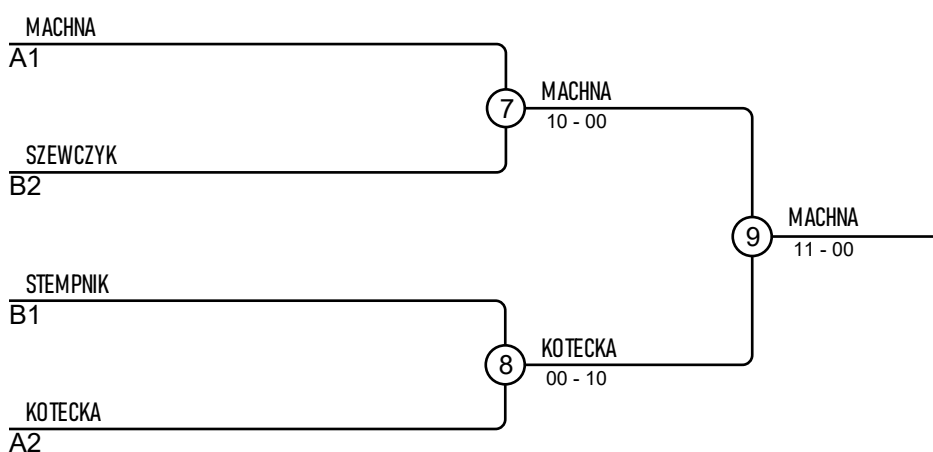 MACHNA
A1
7
MACHNA
10 - 00
SZEWCZYK
B2
9
MACHNA
11 - 00
STEMPNIK
B1
8
KOTECKA
00 - 10
KOTECKA
A2